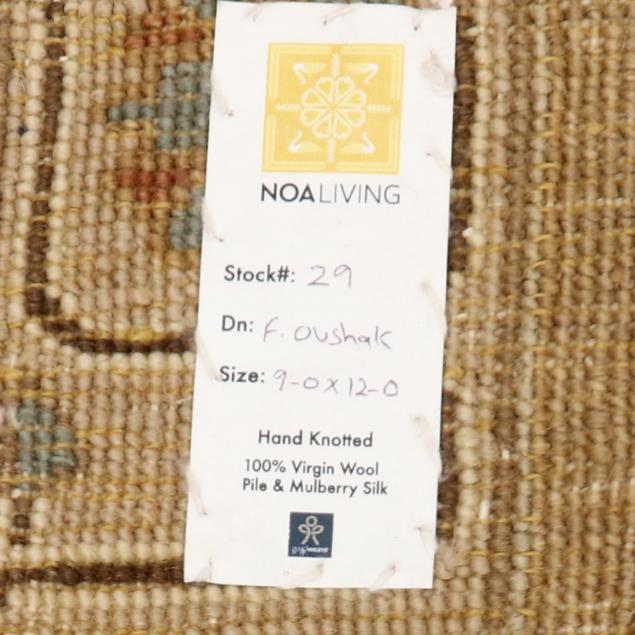 NOALIVING
Stock#: 29
Dn: F. Oushak
Size: 9-0 x 12-0
Hand Knotted
100% Virgin Wool
Pile & Mulberry Silk